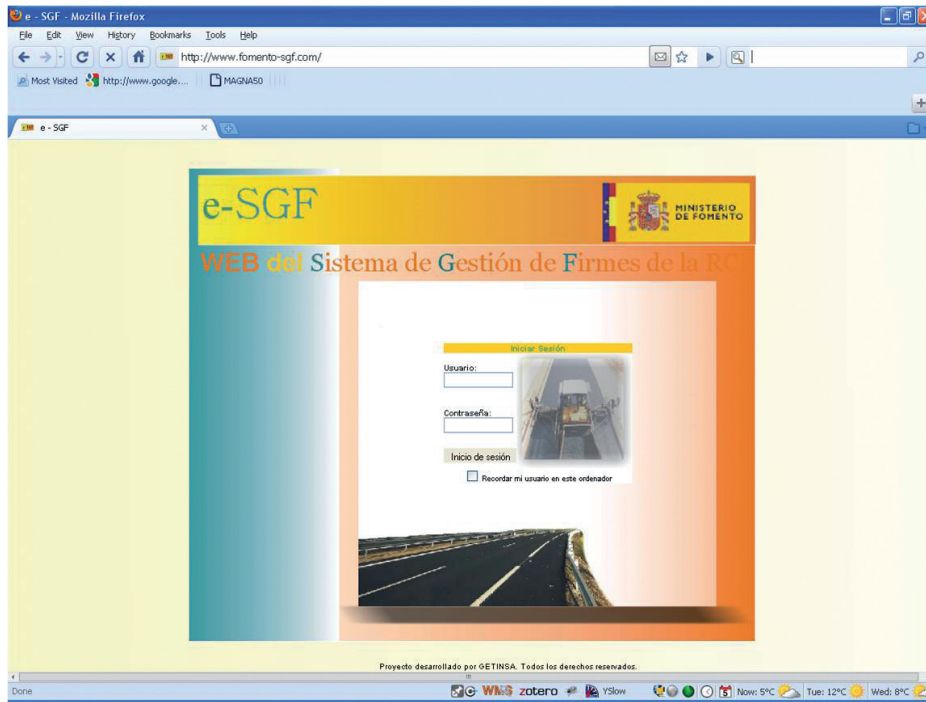 e - SGF - Mozilla Firefox
File Edit View History Bookmarks Tools Help
http://www.fomento-sgf.com/
Most Visited http://www.google.... MAGNA50
e - SGF
e-SGF
MINISTERIO
DE FOMENTO
WEB del Sistema de Gestión de Firmes de la RCE
Iniciar Sesión
Usuario:
Contraseña:
Inicio de sesión
Recordar mi usuario en este ordenador
Proyecto desarrollado por GETINSA. Todos los derechos reservados.
Done zotero YSlow 5 Now: 5°C Tue: 12°C Wed: 8°C